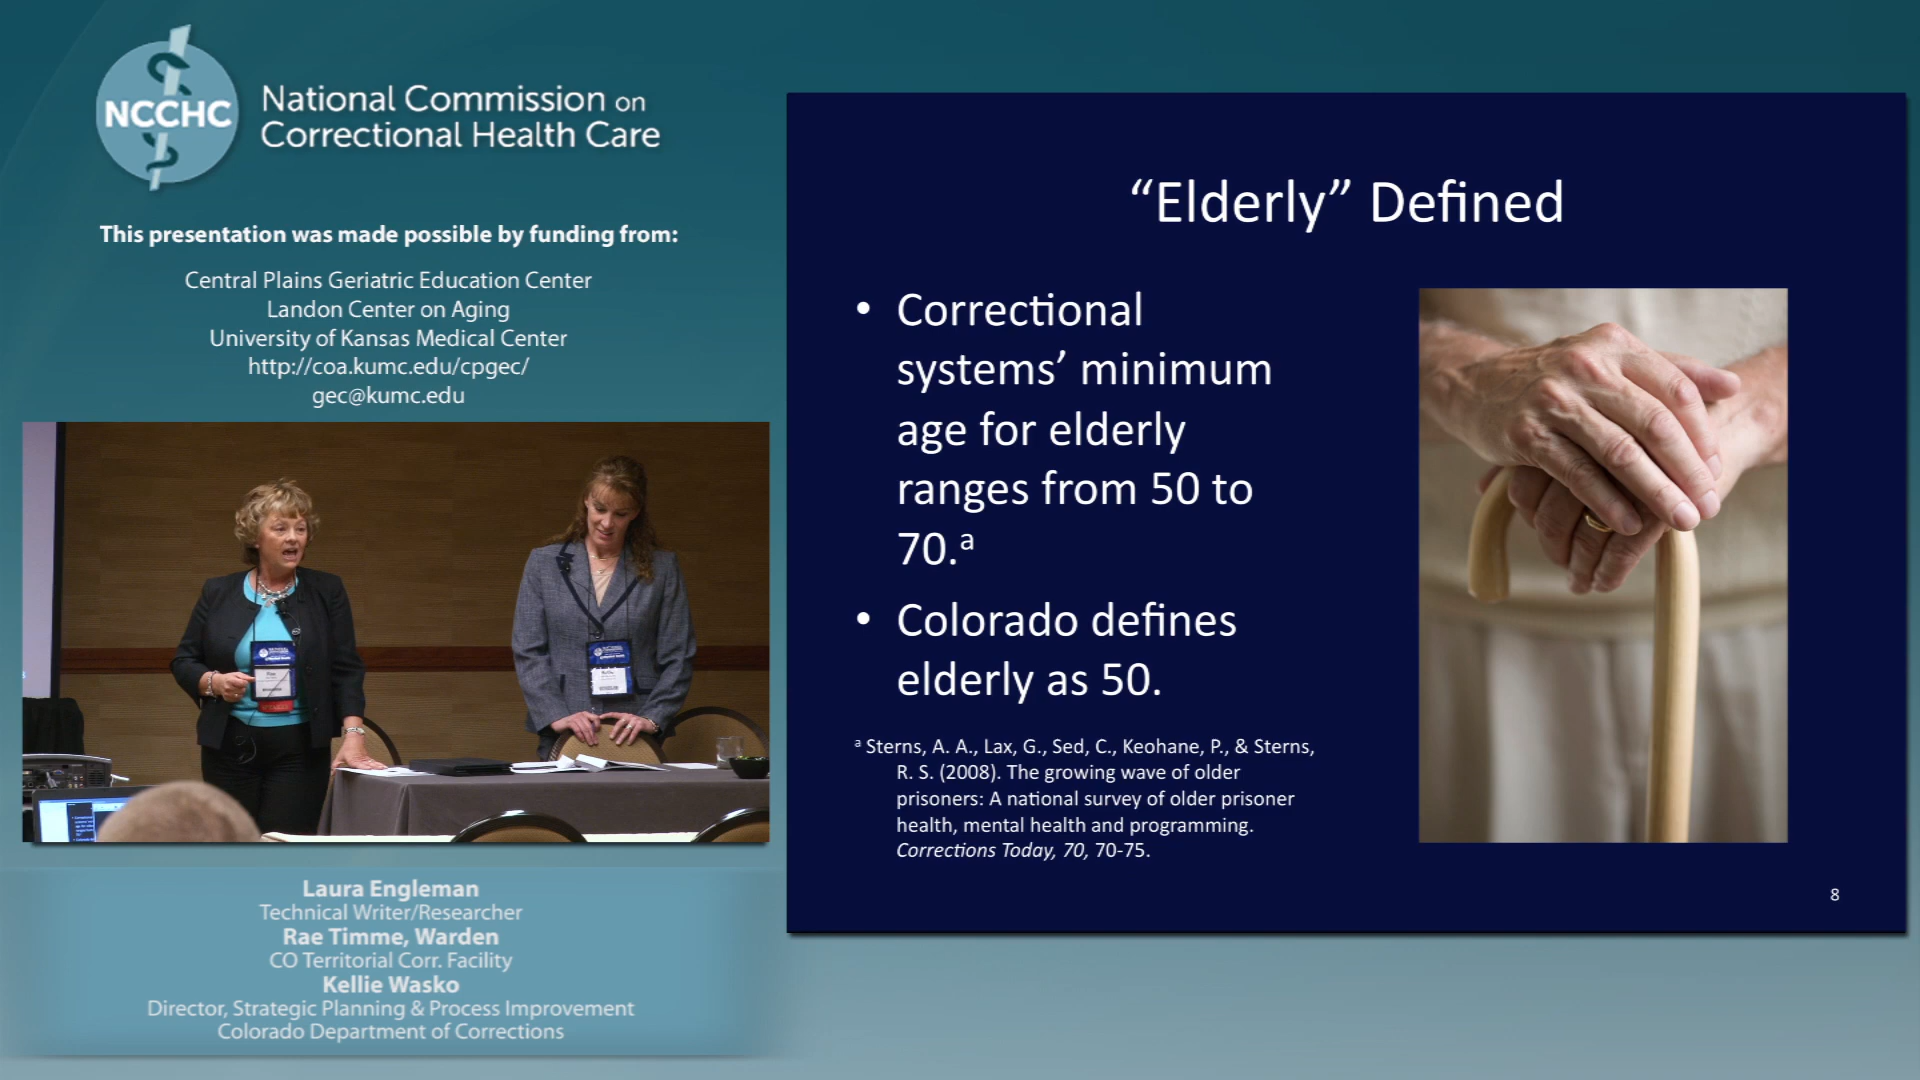 NCCHC
National Commission on
Correctional Health Care
This presentation was made possible by funding from:
Central Plains Geriatric Education Center
Landon Center on Aging
University of Kansas Medical Center
http://coa.kumc.edu/cpgec/
gec@kumc.edu
Laura Engleman
Technical Writer/Researcher
Rae Timme, Warden
CO Territorial Corr. Facility
Kellie Wasko
Director, Strategic Planning & Process Improvement
Colorado Department of Corrections
“Elderly” Defined
• Correctional
systems’ minimum
age for elderly
ranges from 50 to
70.ᵃ
• Colorado defines
elderly as 50.
ᵃ Sterns, A. A., Lax, G., Sed, C., Keohane, P., & Sterns,
R. S. (2008). The growing wave of older
prisoners: A national survey of older prisoner
health, mental health and programming.
Corrections Today, 70, 70-75.
8